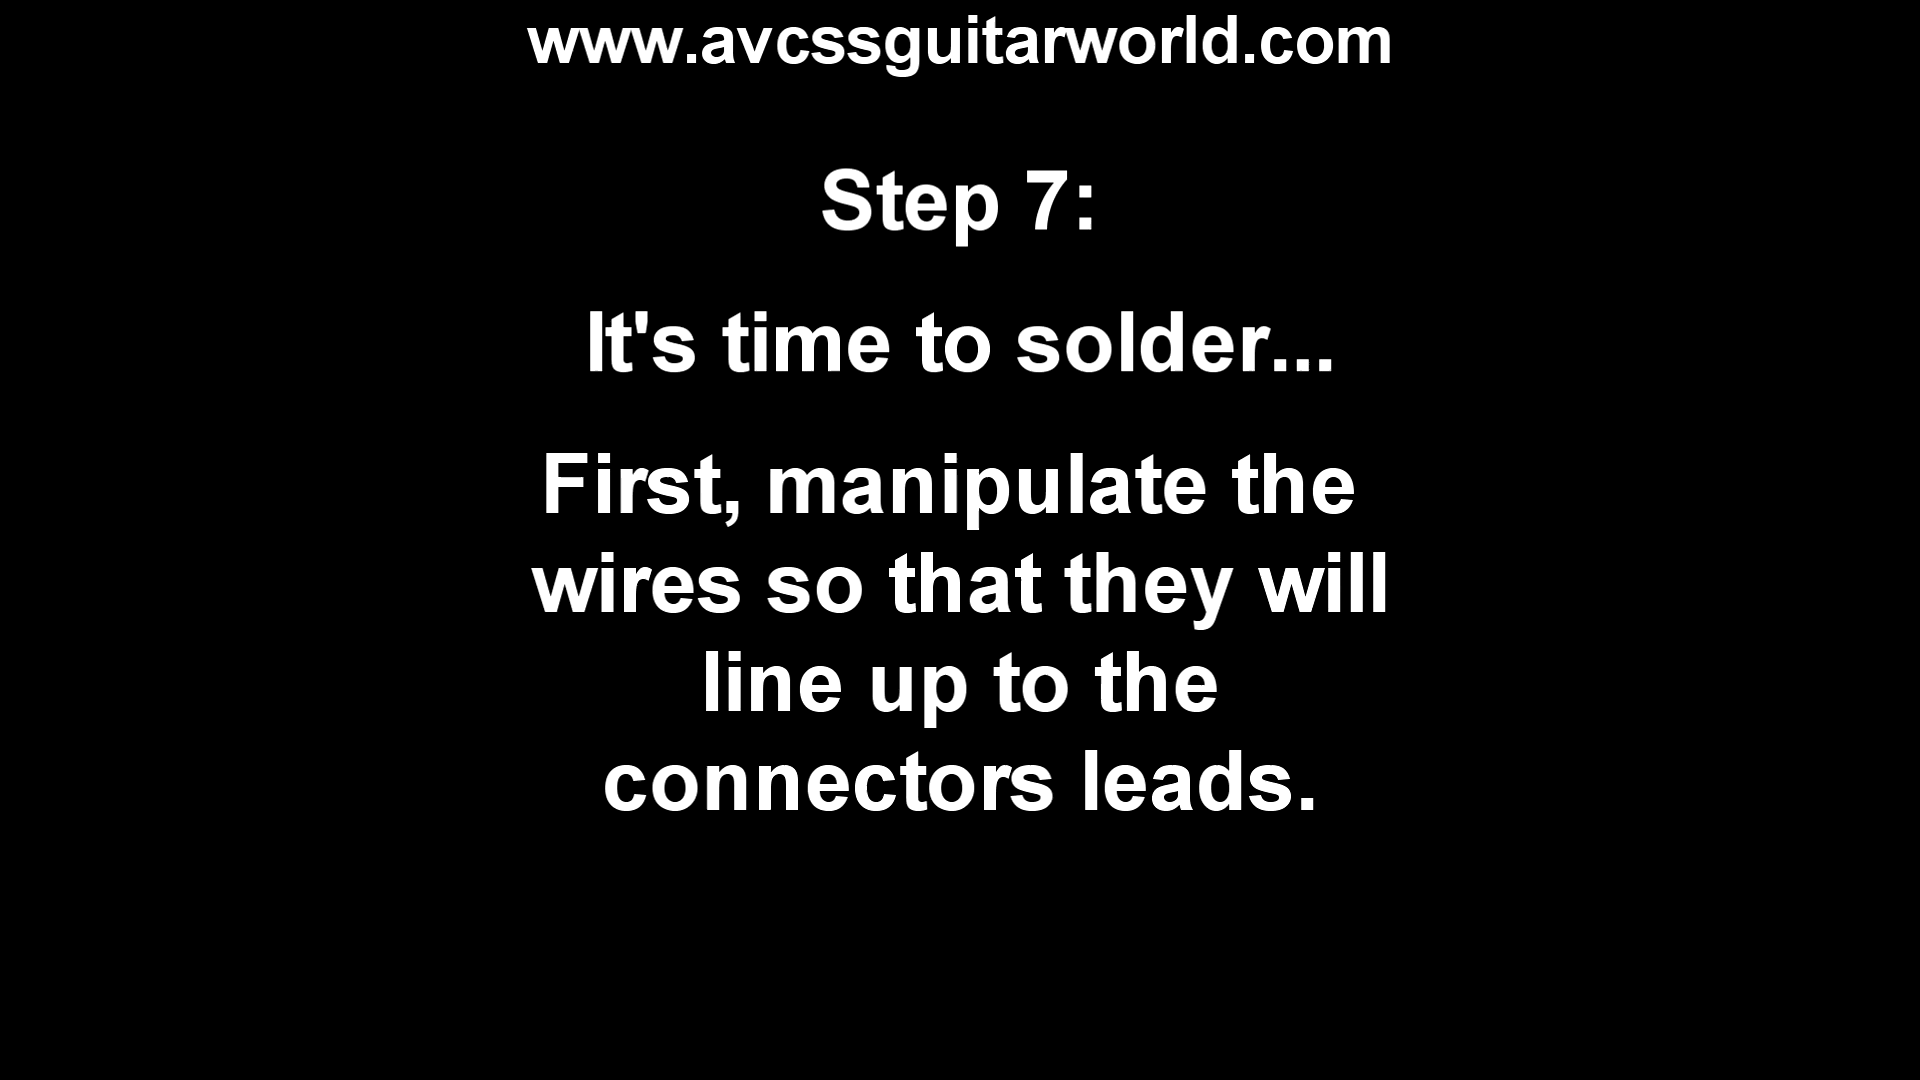 www.avcssguitarworld.com
Step 7:
It's time to solder...
First, manipulate the
wires so that they will
line up to the
connectors leads.